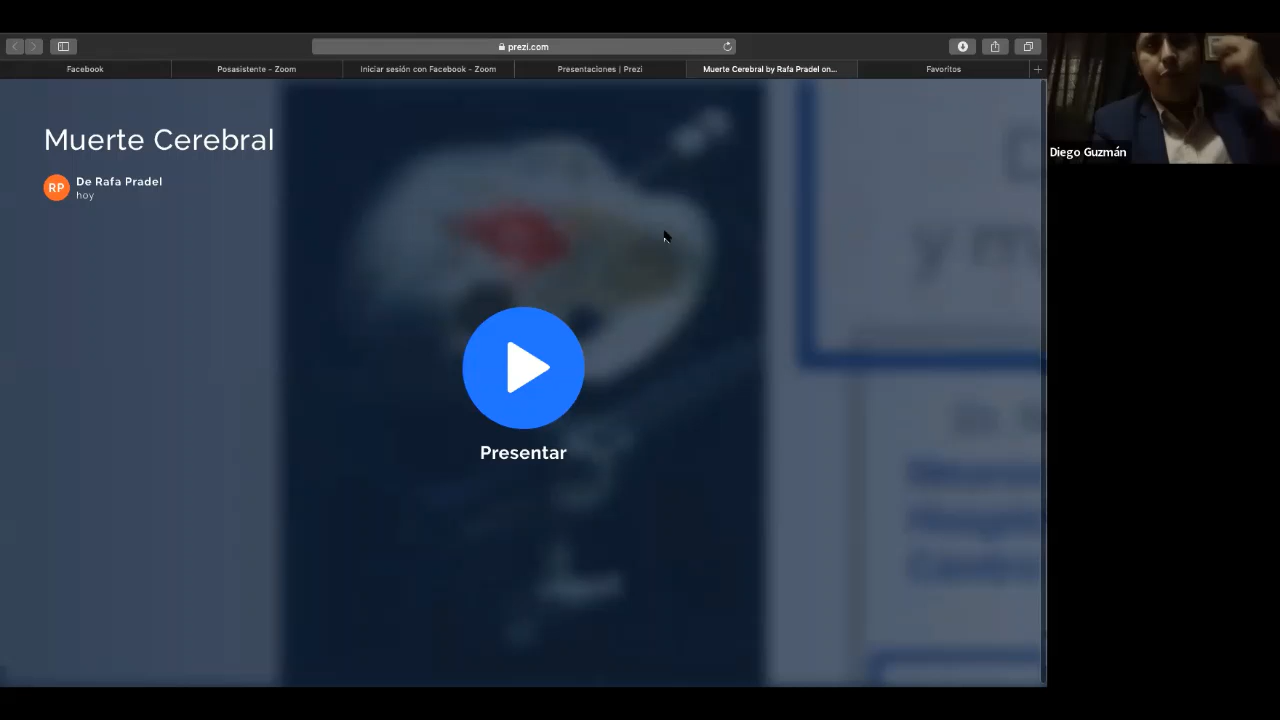 prezi.com
Facebook
Posasistente - Zoom
Iniciar sesión con Facebook - Zoom
Presentaciones | Prezi
Muerte Cerebral by Rafa Pradel on...
Favoritos
Muerte Cerebral
RP
De Rafa Pradel
hoy
Presentar
Diego Guzmán